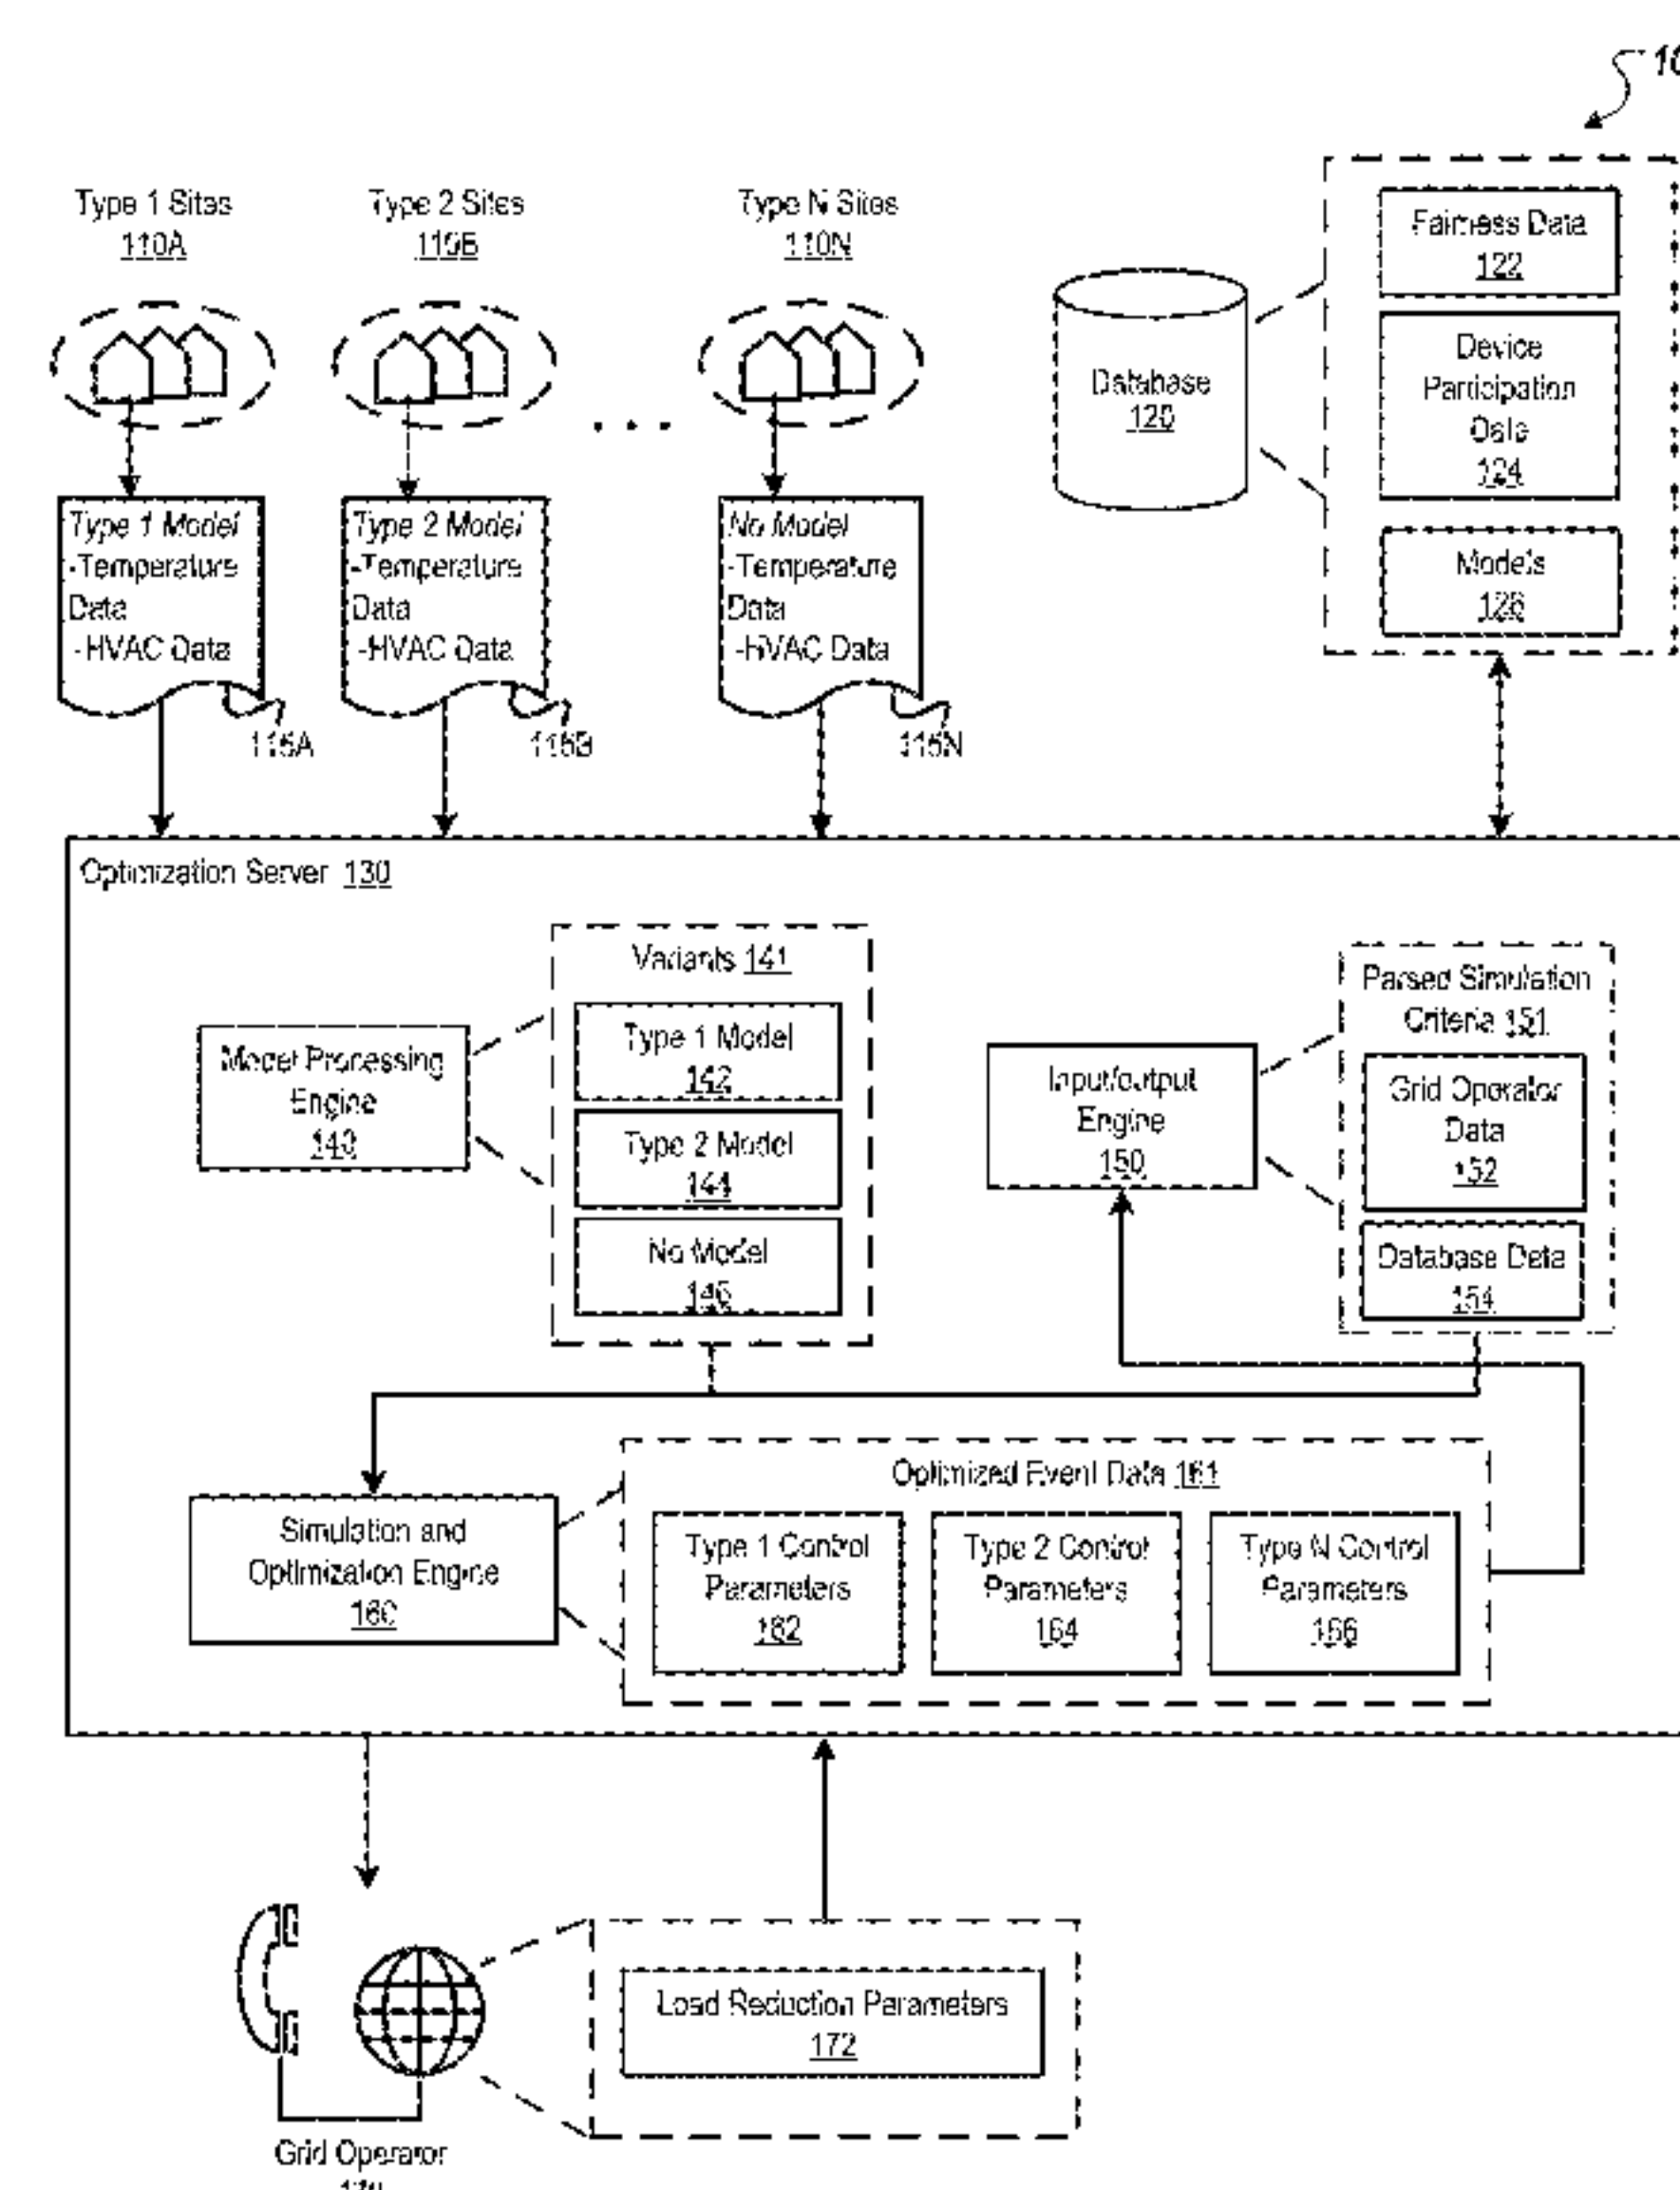 Type 1 Sites
110A
Type 2 Sites
110B
Type N Sites
110N
Database
120
Fairness Data
122
Device
Participation
Data
124
Models
126
Type 1 Model
-Temperature
Data
-HVAC Data
115A
Type 2 Model
-Temperature
Data
-HVAC Data
115B
. . .
No Model
-Temperature
Data
-HVAC Data
115N
Optimization Server 130
Model Processing
Engine
140
Variants 141
Type 1 Model
142
Type 2 Model
144
No Model
146
Input/output
Engine
150
Parsed Simulation
Criteria 151
Grid Operator
Data
152
Database Data
154
Simulation and
Optimization Engine
160
Optimized Event Data 161
Type 1 Control
Parameters
162
Type 2 Control
Parameters
164
Type N Control
Parameters
166
Load Reduction Parameters
172
Grid Operator